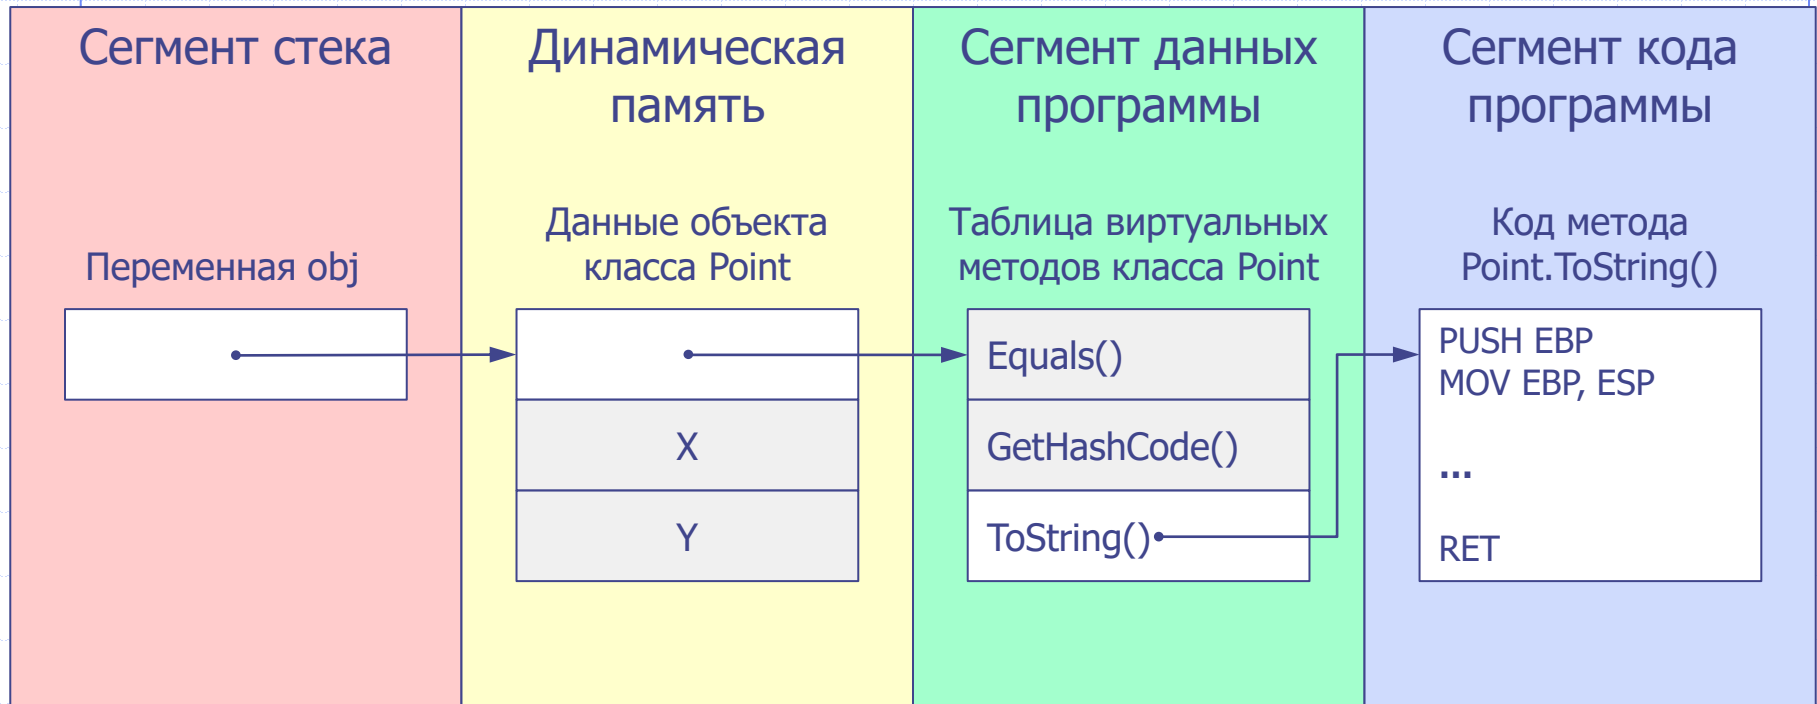 Сегмент стека
Динамическая
память
Сегмент данных
программы
Сегмент кода
программы
Переменная obj
Данные объекта
класса Point
Таблица виртуальных
методов класса Point
Код метода
Point.ToString()
X
Y
Equals()
GetHashCode()
ToString()
PUSH EBP
MOV EBP, ESP
...
RET